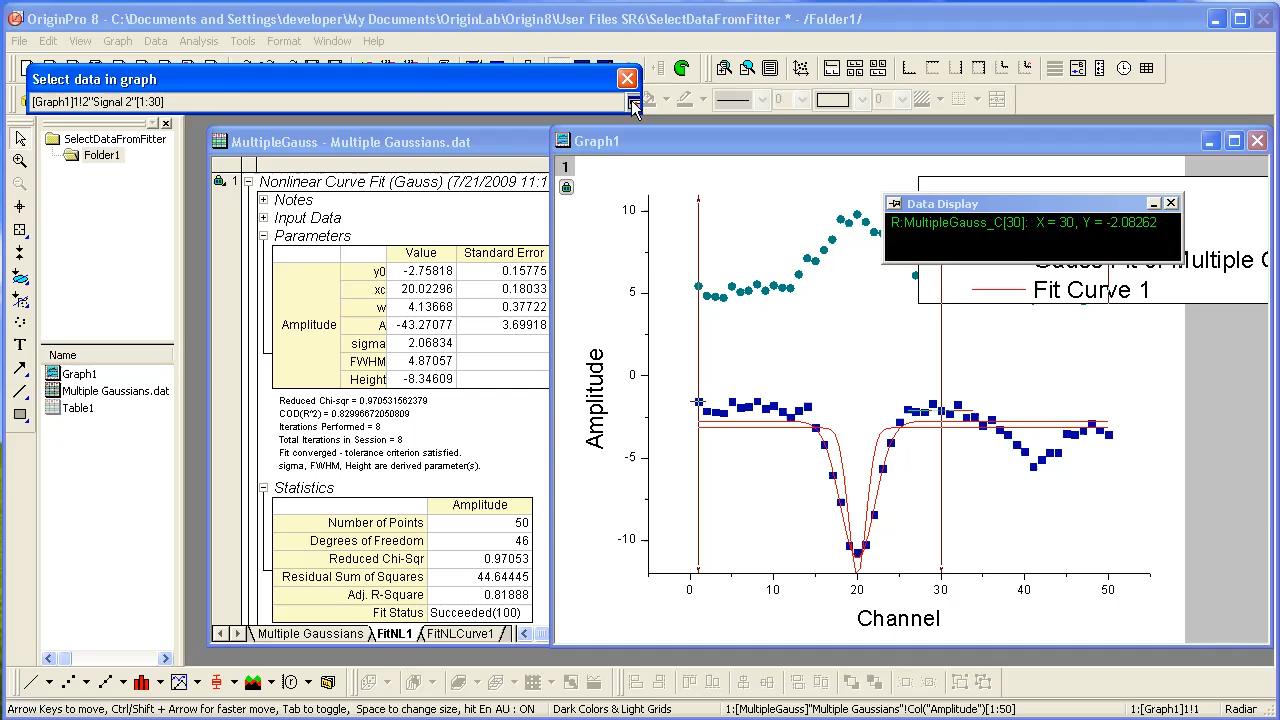 OriginPro 8 - C:\Documents and Settings\developer\My Documents\OriginLab\Origin8\User Files SR6\SelectDataFromFitter * - /Folder1/
File Edit View Graph Data Analysis Tools Format Window Help
Select data in graph
[Graph1]1!2"Signal 2"[1:30]
0
0
SelectDataFromFitter
Folder1
Name
Graph1
Multiple Gaussians.dat
Table1
MultipleGauss - Multiple Gaussians.dat
1
Nonlinear Curve Fit (Gauss) (7/21/2009 11:1
Notes
Input Data
Parameters
Value Standard Error
Amplitude
y0 -2.75818 0.15775
xc 20.02296 0.18033
w 4.13668 0.37722
A -43.27077 3.69918
sigma 2.06834
FWHM 4.87057
Height -8.34609
Reduced Chi-sqr = 0.970531562379
COD(R^2) = 0.82996672050809
Iterations Performed = 8
Total Iterations in Session = 8
Fit converged - tolerance criterion satisfied.
sigma, FWHM, Height are derived parameter(s).
Statistics
Amplitude
Number of Points 50
Degrees of Freedom 46
Reduced Chi-Sqr 0.97053
Residual Sum of Squares 44.64445
Adj. R-Square 0.81888
Fit Status Succeeded(100)
Multiple Gaussians FitNL1 FitNLCurve1
Graph1
1
Data Display
R:MultipleGauss_C[30]: X = 30, Y = -2.08262
Fit Curve 1
10
5
0
-5
-10
Amplitude
0 10 20 30 40 50
Channel
Arrow Keys to move, Ctrl/Shift + Arrow for faster move, Tab to toggle, Space to change size, hit En AU : ON Dark Colors & Light Grids 1:[MultipleGauss]"Multiple Gaussians"!Col("Amplitude")[1:50] 1:[Graph1]1!1 Radiar